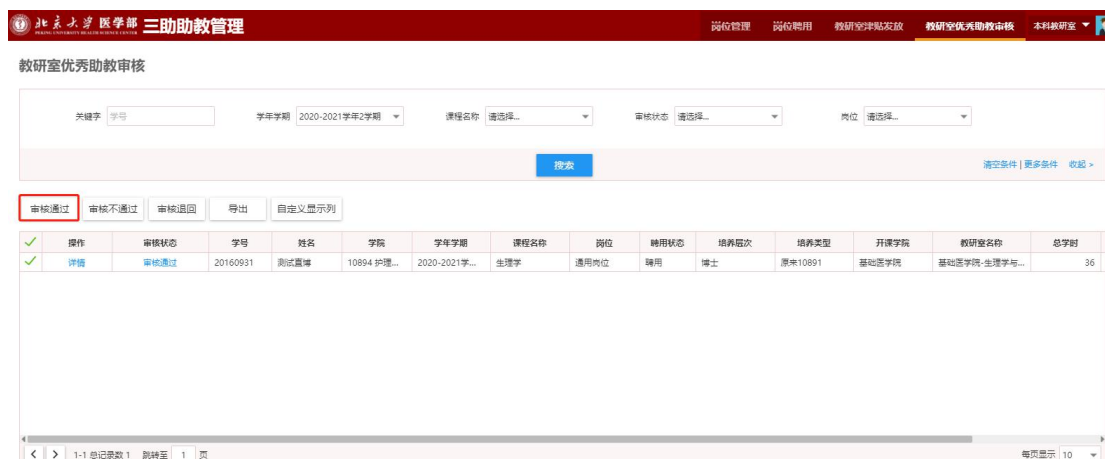 北京大学 医学部 三助助教管理 岗位管理 岗位聘用 教研室津贴发放 教研室优秀助教审核 本科教研室
PEKING UNIVERSITY HEALTH SCIENCE CENTER
教研室优秀助教审核
关键字 学号 学年学期 2020-2021学年2学期 课程名称 请选择... 审核状态 请选择... 岗位 请选择...
搜索 清空条件 | 更多条件 收起 >
审核通过 审核不通过 审核退回 导出 自定义显示列
操作 审核状态 学号 姓名 学院 学年学期 课程名称 岗位 聘用状态 培养层次 培养类型 开课学院 教研室名称 总学时
详情 审核通过 20160931 测试直博 10894 护理... 2020-2021学... 生理学 通用岗位 聘用 博士 原来10891 基础医学院 基础医学院-生理学与... 36
1-1 总记录数 1 跳转至 1 页 每页显示 10